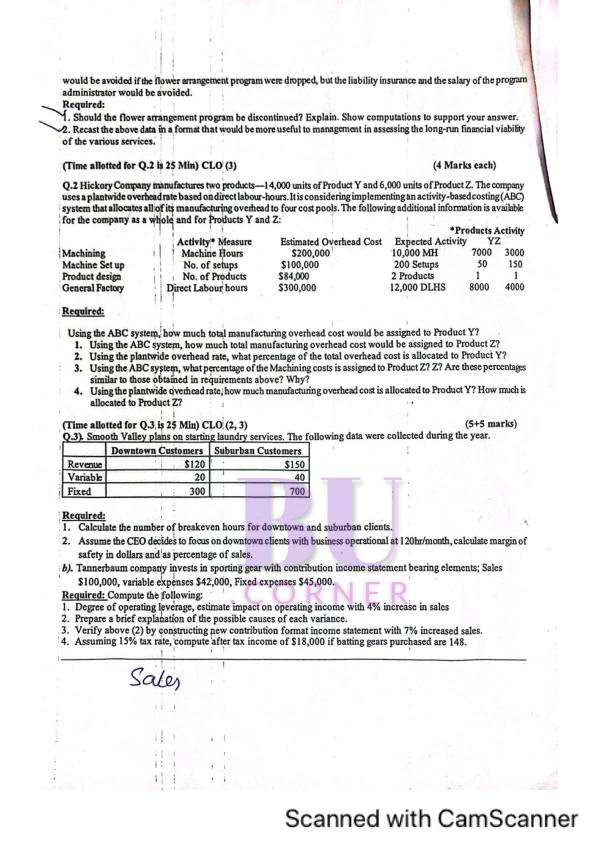 would be avoided if the flower arrangement program were dropped, but the liability insurance and the salary of the program
administrator would be avoided.
Required:
1. Should the flower arrangement program be discontinued? Explain. Show computations to support your answer.
2. Recast the above data in a format that would be more useful to management in assessing the long-run financial viability
of the various services.
(Time allotted for Q.2 is 25 Min) CLO (3) (4 Marks each)
Q.2 Hickory Company manufactures two products—14,000 units of Product Y and 6,000 units of Product Z. The company
uses a plantwide overhead rate based on direct labour-hours. It is considering implementing an activity-based costing (ABC)
system that allocates all of its manufacturing overhead to four cost pools. The following additional information is available
for the company as a whole and for Products Y and Z:
*Products Activity
Activity* Measure Estimated Overhead Cost Expected Activity YZ
Machining Machine Hours $200,000 10,000 MH 7000 3000
Machine Set up No. of setups $100,000 200 Setups 50 150
Product design No. of Products $84,000 2 Products 1 1
General Factory Direct Labour hours $300,000 12,000 DLHS 8000 4000
Required:
Using the ABC system, how much total manufacturing overhead cost would be assigned to Product Y?
1. Using the ABC system, how much total manufacturing overhead cost would be assigned to Product Z?
2. Using the plantwide overhead rate, what percentage of the total overhead cost is allocated to Product Y?
3. Using the ABC system, what percentage of the Machining costs is assigned to Product Z? Z? Are these percentages
similar to those obtained in requirements above? Why?
4. Using the plantwide overhead rate, how much manufacturing overhead cost is allocated to Product Y? How much is
allocated to Product Z?
(Time allotted for Q.3 is 25 Min) CLO (2, 3) (5+5 marks)
Q.3). Smooth Valley plans on starting laundry services. The following data were collected during the year.
Downtown Customers Suburban Customers
Revenue $120 $150
Variable 20 40
Fixed 300 700
Required:
1. Calculate the number of breakeven hours for downtown and suburban clients.
2. Assume the CEO decides to focus on downtown clients with business operational at 120hr/month, calculate margin of
safety in dollars and as percentage of sales.
b). Tannerbaum company invests in sporting gear with contribution income statement bearing elements; Sales
$100,000, variable expenses $42,000, Fixed expenses $45,000.
Required: Compute the following:
1. Degree of operating leverage, estimate impact on operating income with 4% increase in sales
2. Prepare a brief explanation of the possible causes of each variance.
3. Verify above (2) by constructing new contribution format income statement with 7% increased sales.
4. Assuming 15% tax rate, compute after tax income of $18,000 if batting gears purchased are 148.
BU
CORNER
Sales
Scanned with CamScanner